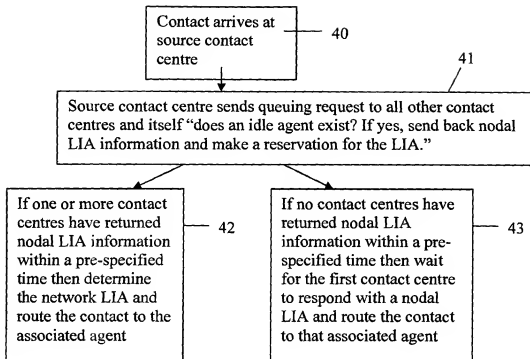 Contact arrives at
source contact
centre
40
41
Source contact centre sends queuing request to all other contact
centres and itself “does an idle agent exist? If yes, send back nodal
LIA information and make a reservation for the LIA.”
If one or more contact
centres have returned
nodal LIA information
within a pre-specified
time then determine
the network LIA and
route the contact to the
associated agent
42
If no contact centres have
returned nodal LIA
information within a pre-
specified time then wait
for the first contact centre
to respond with a nodal
LIA and route the contact
to that associated agent
43